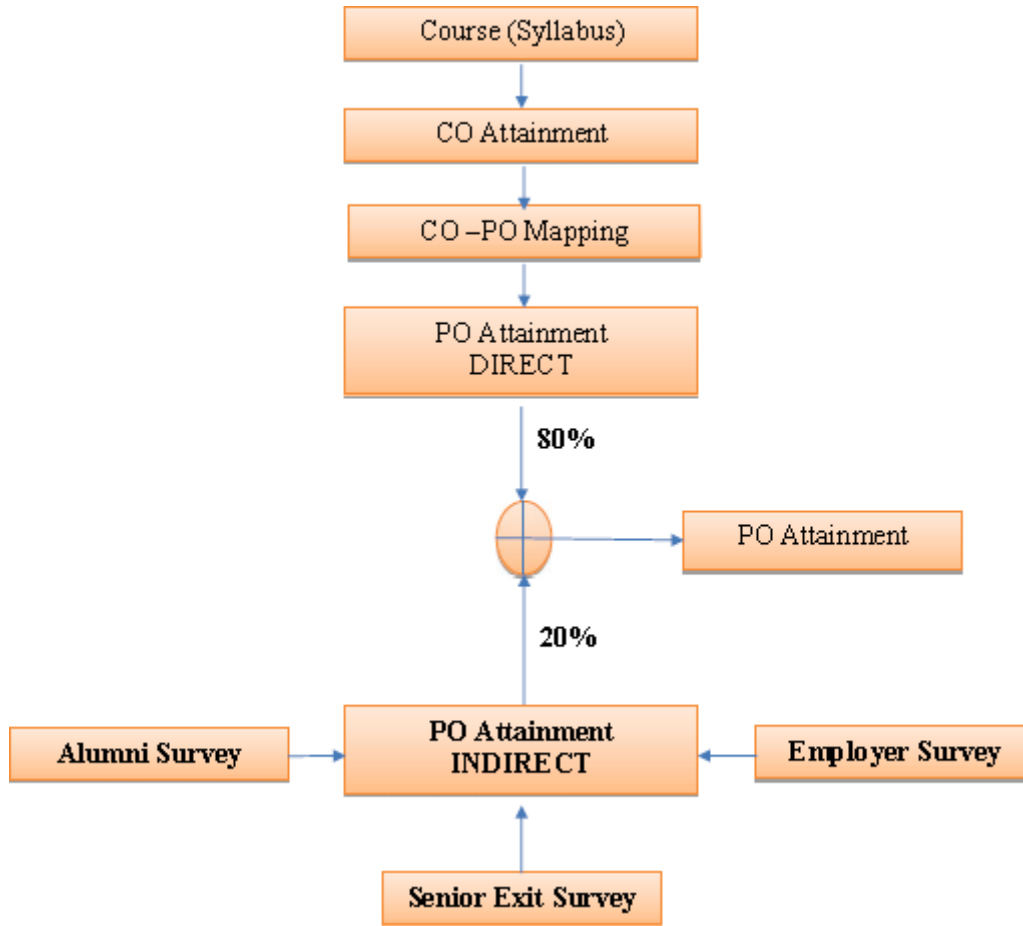 Course (Syllabus)
CO Attainment
CO –PO Mapping
PO Attainment
DIRECT
80%
PO Attainment
20%
PO Attainment
INDIRECT
Alumni Survey
Employer Survey
Senior Exit Survey